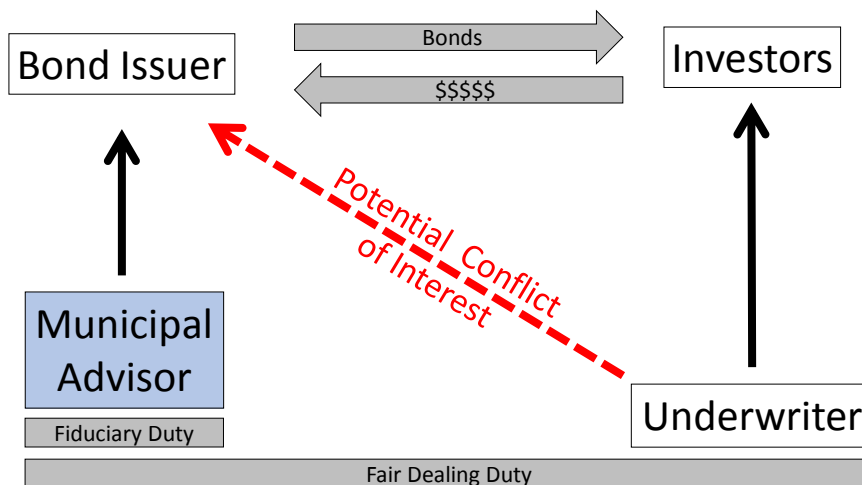 Bonds
Bond Issuer
Investors
$$$$$
Potential Conflict
of Interest
Municipal
Advisor
Underwriter
Fiduciary Duty
Fair Dealing Duty